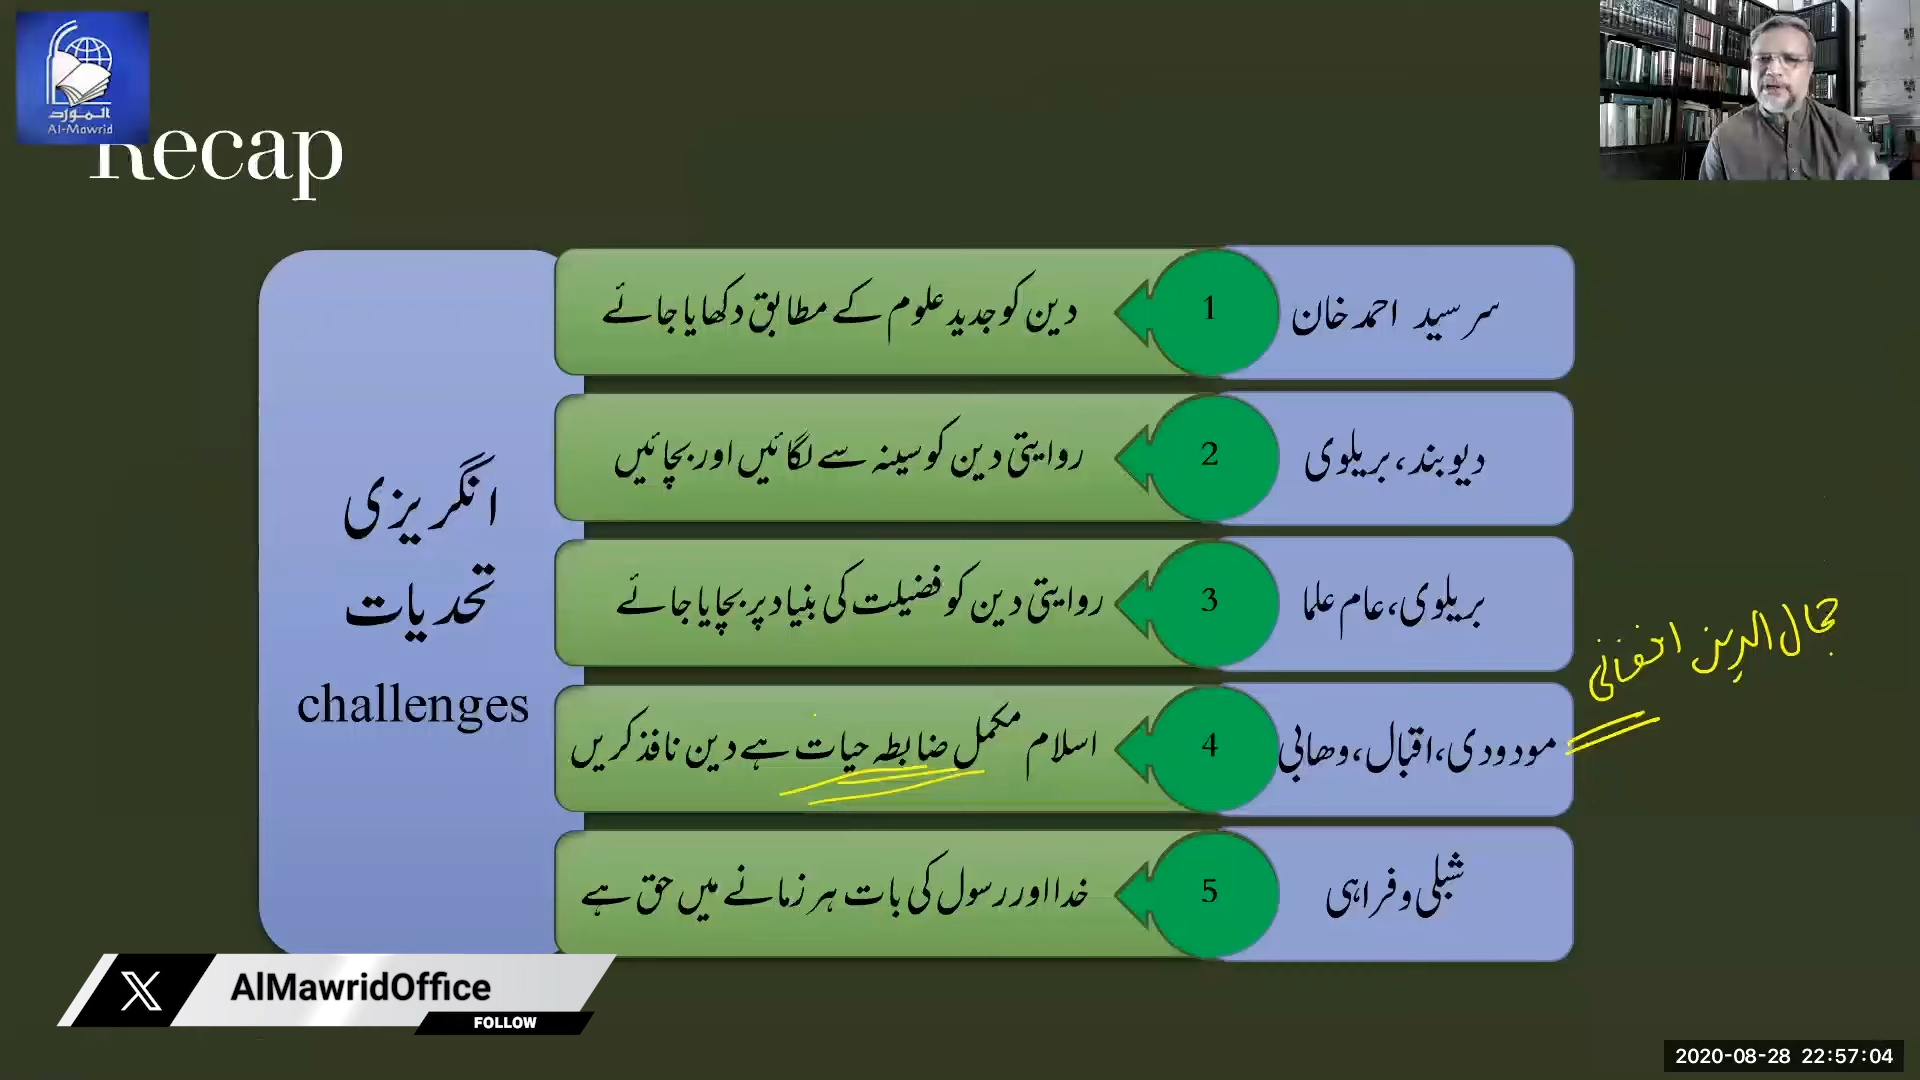 المورد
Al-Mawrid
Recap
سر سید احمد خان
1
دین کو جدید علوم کے مطابق دکھایا جائے
دیوبند، بریلوی
2
روایتی دین کو سینہ سے لگائیں اور بچائیں
بریلوی، عام علما
3
روایتی دین کو فضیلت کی بنیاد پر بچایا جائے
جمال الدین افغانی
مودودی، اقبال، وھابی
4
اسلام مکمل ضابطہ حیات ہے دین نافذ کریں
شبلی و فراہی
5
خدا اور رسول کی بات ہر زمانے میں حق ہے
انگریزی
تحدیات
challenges
X
AlMawridOffice
FOLLOW
2020-08-28 22:57:04